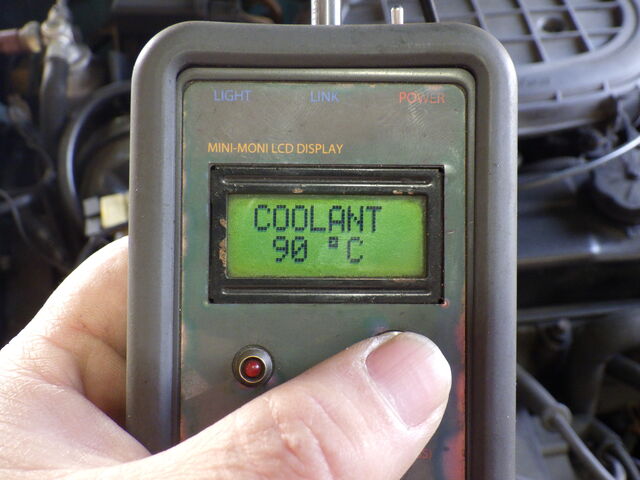 LIGHT LINK POWER
MINI-MONI LCD DISPLAY
COOLANT
90 °C